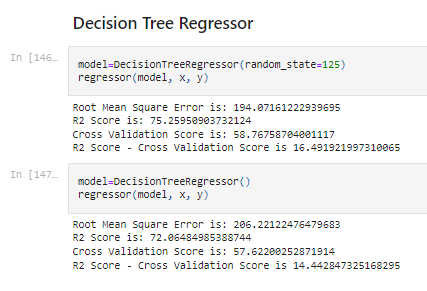 Decision Tree Regressor
In [146…
model=DecisionTreeRegressor(random_state=125)
regressor(model, x, y)
Root Mean Square Error is: 194.07161222939695
R2 Score is: 75.25950903732124
Cross Validation Score is: 58.76758704001117
R2 Score - Cross Validation Score is 16.491921997310065
In [147…
model=DecisionTreeRegressor()
regressor(model, x, y)
Root Mean Square Error is: 206.22122476479683
R2 Score is: 72.06484985388744
Cross Validation Score is: 57.62200252871914
R2 Score - Cross Validation Score is 14.442847325168295